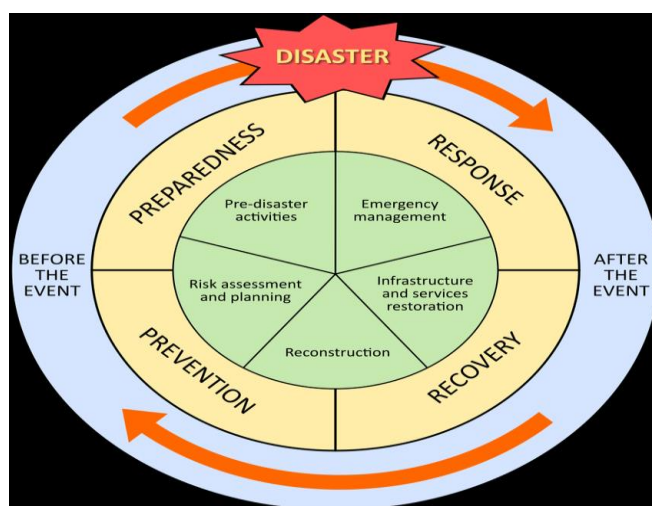 DISASTER
PREPAREDNESS
RESPONSE
Pre-disaster
activities
Emergency
management
BEFORE
THE
EVENT
AFTER
THE
EVENT
Risk assessment
and planning
Infrastructure
and services
restoration
Reconstruction
PREVENTION
RECOVERY